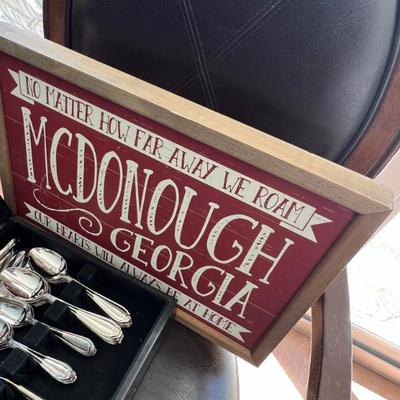 NO MATTER HOW FAR AWAY WE ROAM
MCDONOUGH
GEORGIA
OUR HEARTS WILL ALWAYS BE AT HOME